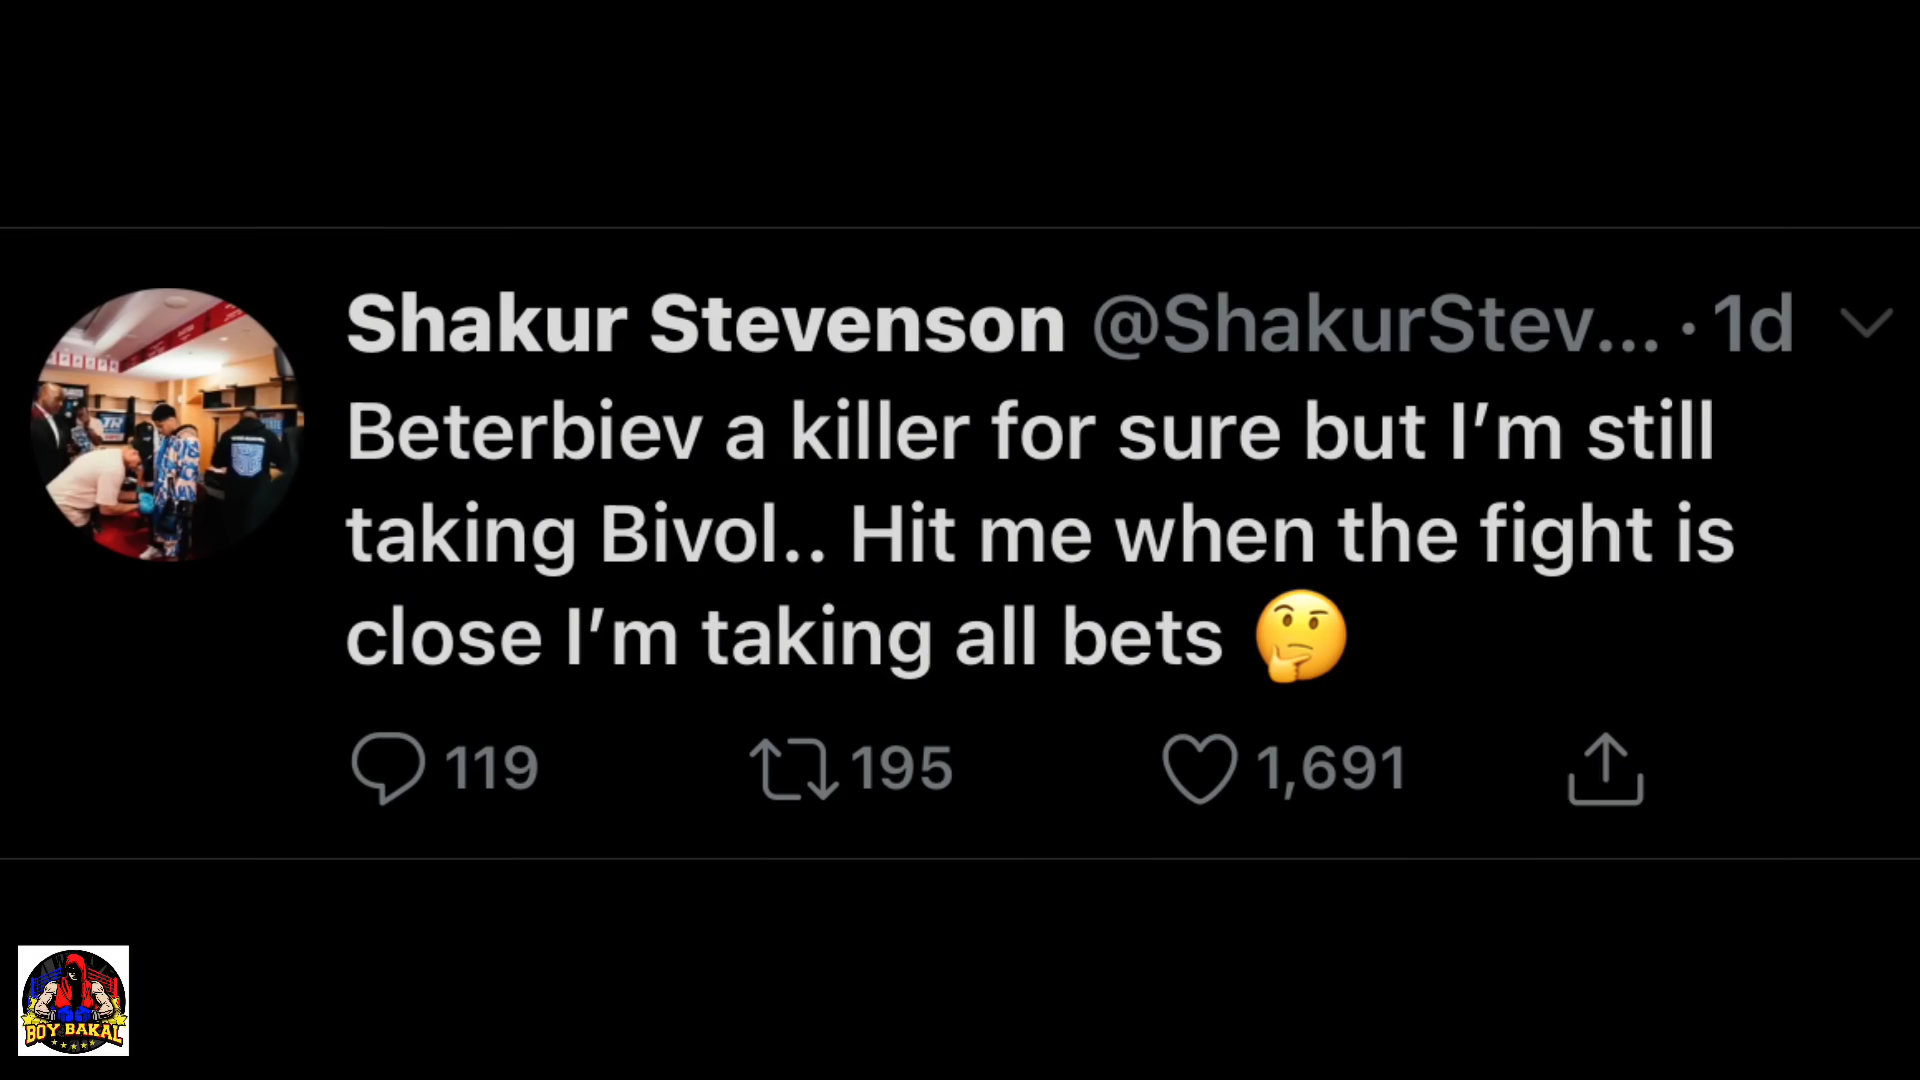 Shakur Stevenson @ShakurStev... · 1d
Beterbiev a killer for sure but I’m still
taking Bivol.. Hit me when the fight is
close I’m taking all bets 🤔
119 195 1,691
TR
BOY BAKAL